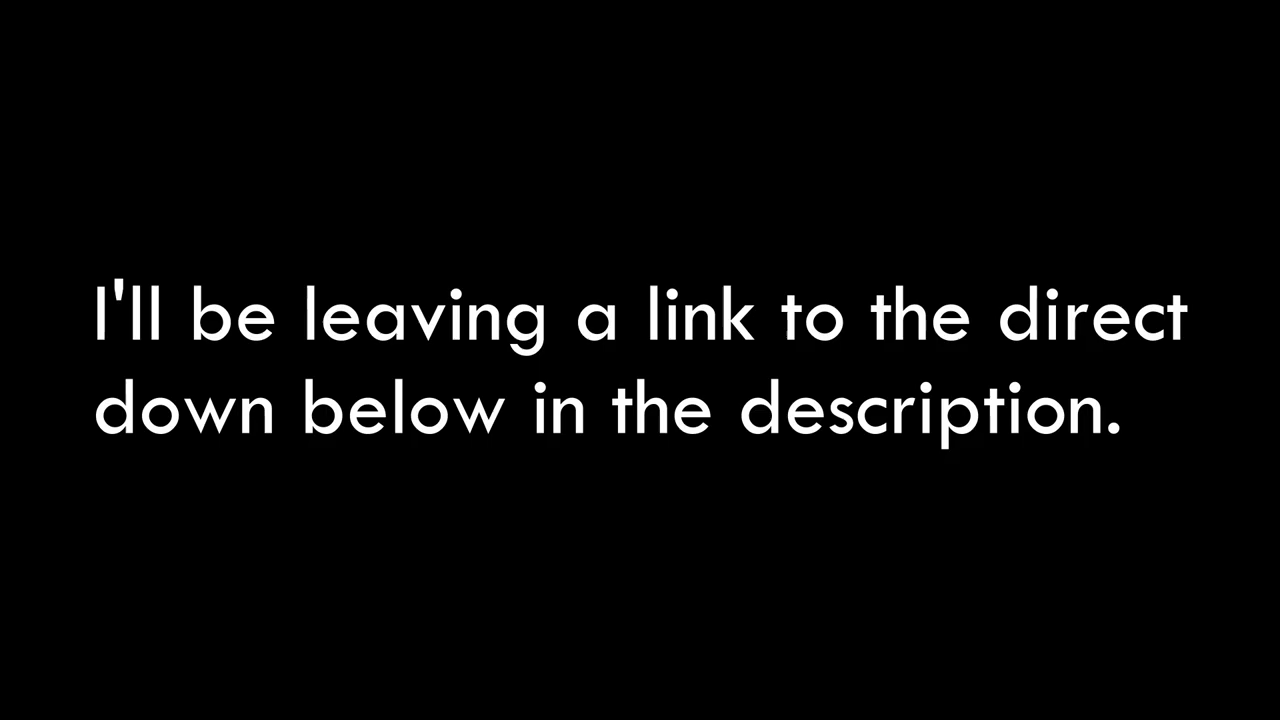 I'll be leaving a link to the direct
down below in the description.